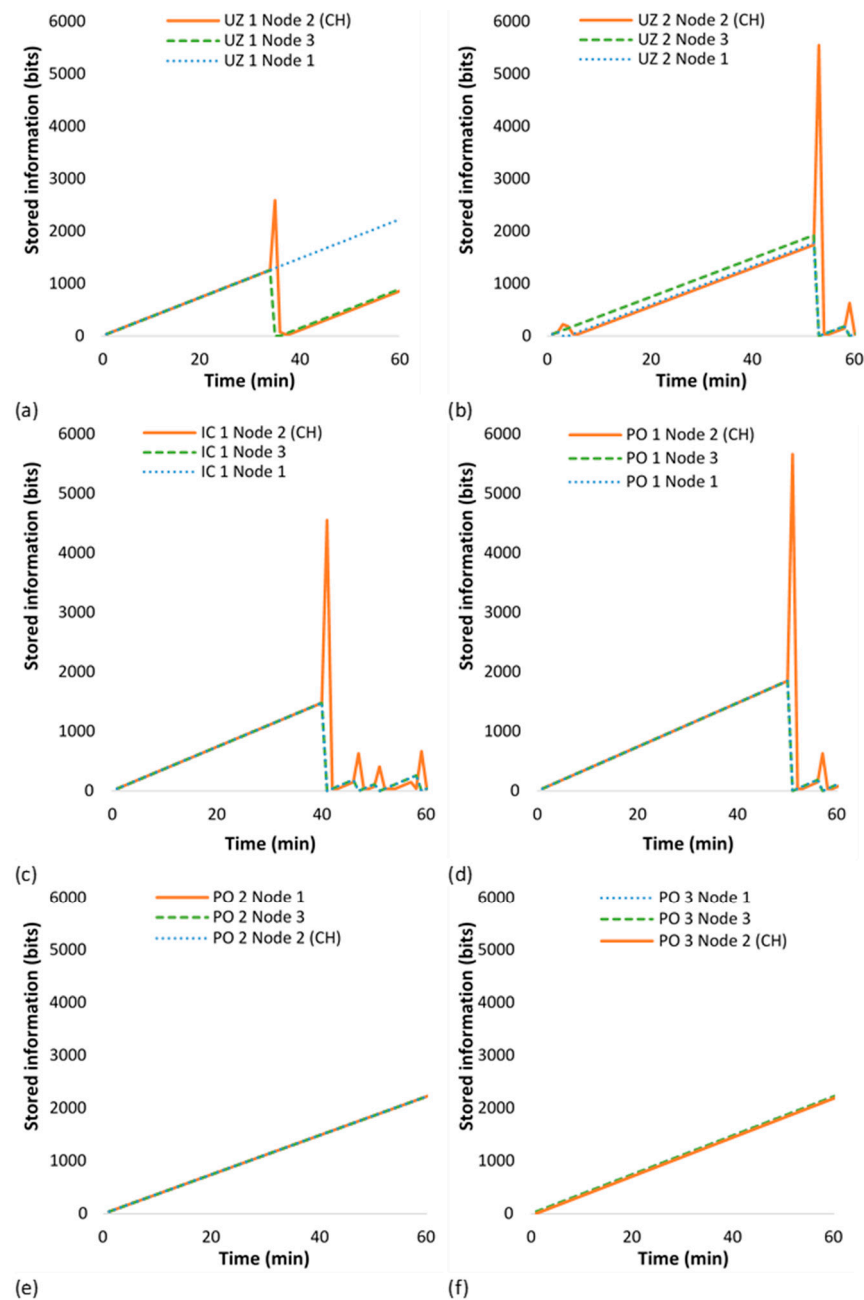 6000
5000
4000
3000
2000
1000
0
Stored information (bits)
UZ 1 Node 2 (CH)
UZ 1 Node 3
UZ 1 Node 1
0 20 40 60
Time (min)
(a)
6000
5000
4000
3000
2000
1000
0
Stored information (bits)
UZ 2 Node 2 (CH)
UZ 2 Node 3
UZ 2 Node 1
0 20 40 60
Time (min)
(b)
6000
5000
4000
3000
2000
1000
0
Stored information (bits)
IC 1 Node 2 (CH)
IC 1 Node 3
IC 1 Node 1
0 20 40 60
Time (min)
(c)
6000
5000
4000
3000
2000
1000
0
Stored information (bits)
PO 1 Node 2 (CH)
PO 1 Node 3
PO 1 Node 1
0 20 40 60
Time (min)
(d)
6000
5000
4000
3000
2000
1000
0
Stored information (bits)
PO 2 Node 1
PO 2 Node 3
PO 2 Node 2 (CH)
0 20 40 60
Time (min)
(e)
6000
5000
4000
3000
2000
1000
0
Stored information (bits)
PO 3 Node 1
PO 3 Node 3
PO 3 Node 2 (CH)
0 20 40 60
Time (min)
(f)